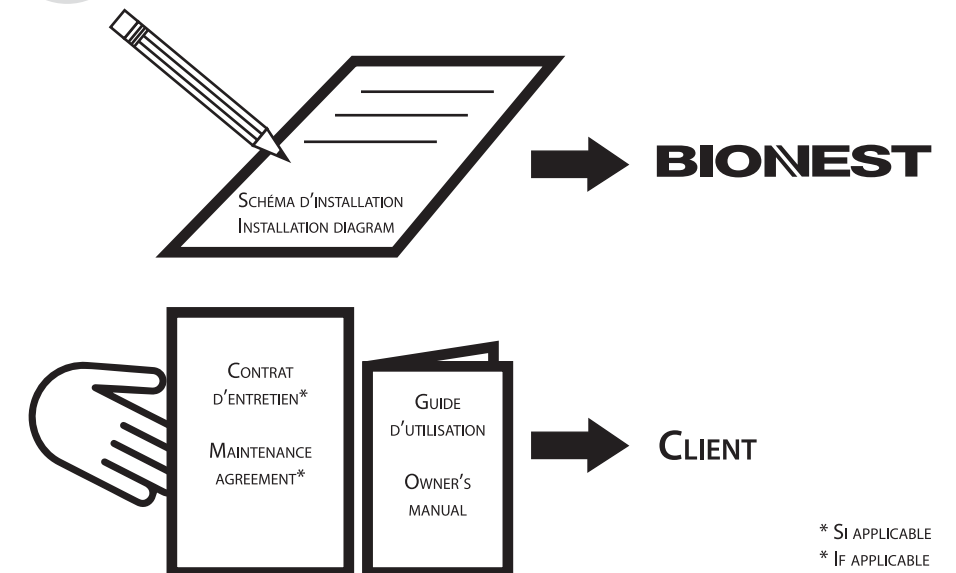 Schéma d'installation
Installation diagram
BIONEST
Contrat
d'entretien*
Maintenance
agreement*
Guide
d'utilisation
Owner's
manual
Client
* Si applicable
* If applicable